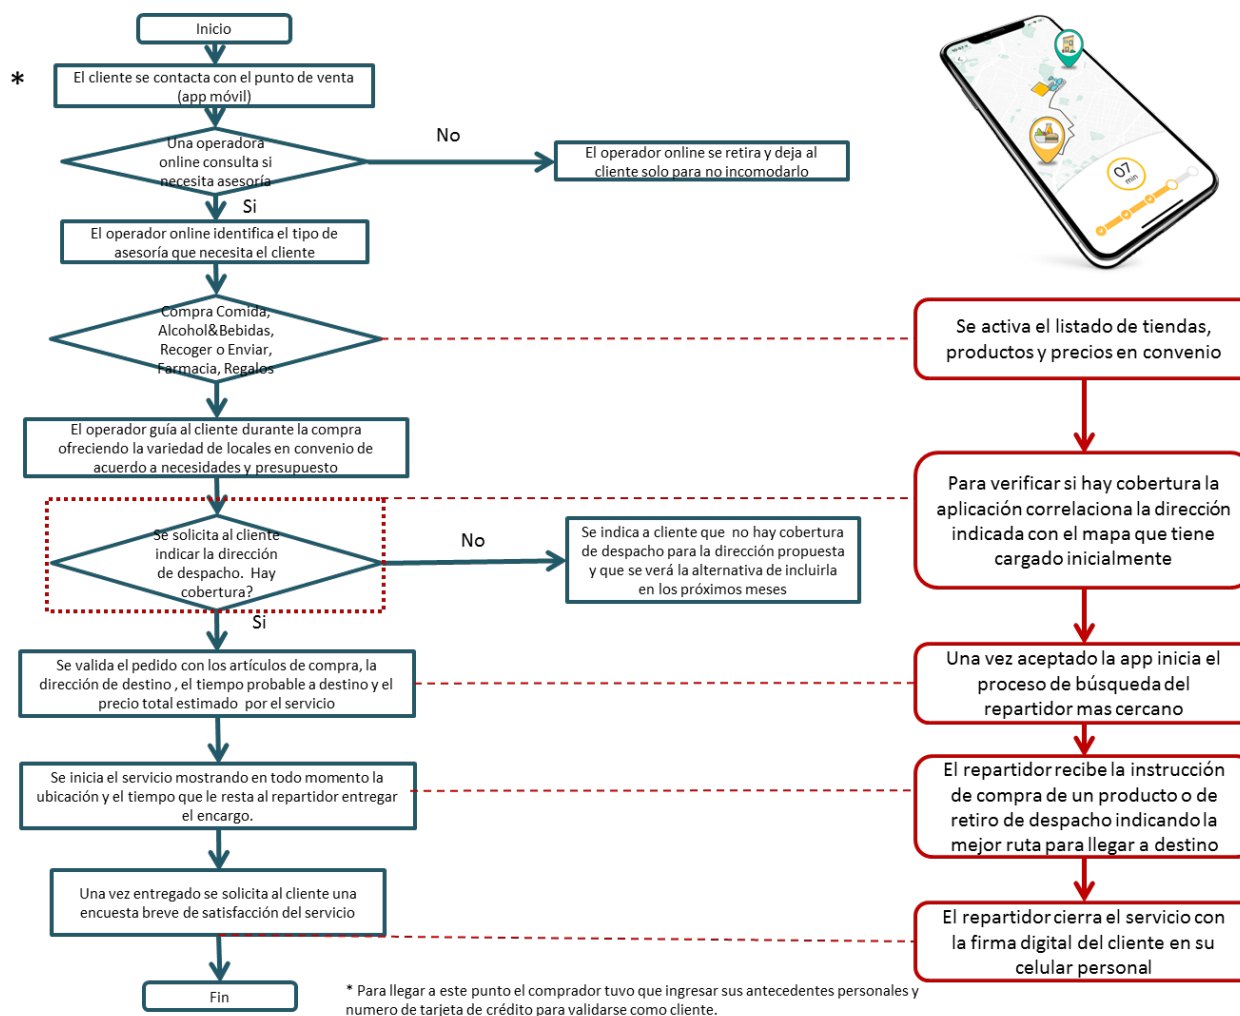 Inicio
*
El cliente se contacta con el punto de venta
(app móvil)
Una operadora
online consulta si
necesita asesoría
No
El operador online se retira y deja al
cliente solo para no incomodarlo
Si
El operador online identifica el tipo de
asesoría que necesita el cliente
Compra Comida,
Alcohol&Bebidas,
Recoger o Enviar,
Farmacia, Regalos
Se activa el listado de tiendas,
productos y precios en convenio
El operador guía al cliente durante la compra
ofreciendo la variedad de locales en convenio de
acuerdo a necesidades y presupuesto
Para verificar si hay cobertura la
aplicación correlaciona la dirección
indicada con el mapa que tiene
cargado inicialmente
Se solicita al cliente
indicar la dirección
de despacho. Hay
cobertura?
No
Se indica a cliente que no hay cobertura
de despacho para la dirección propuesta
y que se verá la alternativa de incluirla
en los próximos meses
Si
Se valida el pedido con los artículos de compra, la
dirección de destino , el tiempo probable a destino y el
precio total estimado por el servicio
Una vez aceptado la app inicia el
proceso de búsqueda del
repartidor mas cercano
Se inicia el servicio mostrando en todo momento la
ubicación y el tiempo que le resta al repartidor entregar
el encargo.
El repartidor recibe la instrucción
de compra de un producto o de
retiro de despacho indicando la
mejor ruta para llegar a destino
Una vez entregado se solicita al cliente una
encuesta breve de satisfacción del servicio
El repartidor cierra el servicio con
la firma digital del cliente en su
celular personal
Fin
* Para llegar a este punto el comprador tuvo que ingresar sus antecedentes personales y
numero de tarjeta de crédito para validarse como cliente.
07
min